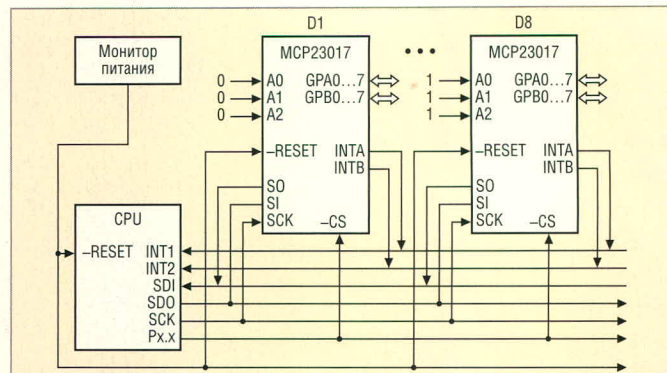 D1
D8
Монитор
питания
MCP23017
MCP23017
0 A0 GPA0...7
0 A1 GPB0...7
0 A2
1 A0 GPA0...7
1 A1 GPB0...7
1 A2
–RESET INTA
INTB
SO
SI
SCK –CS
–RESET INTA
INTB
SO
SI
SCK –CS
CPU
–RESET INT1
INT2
SDI
SDO
SCK
Px.x